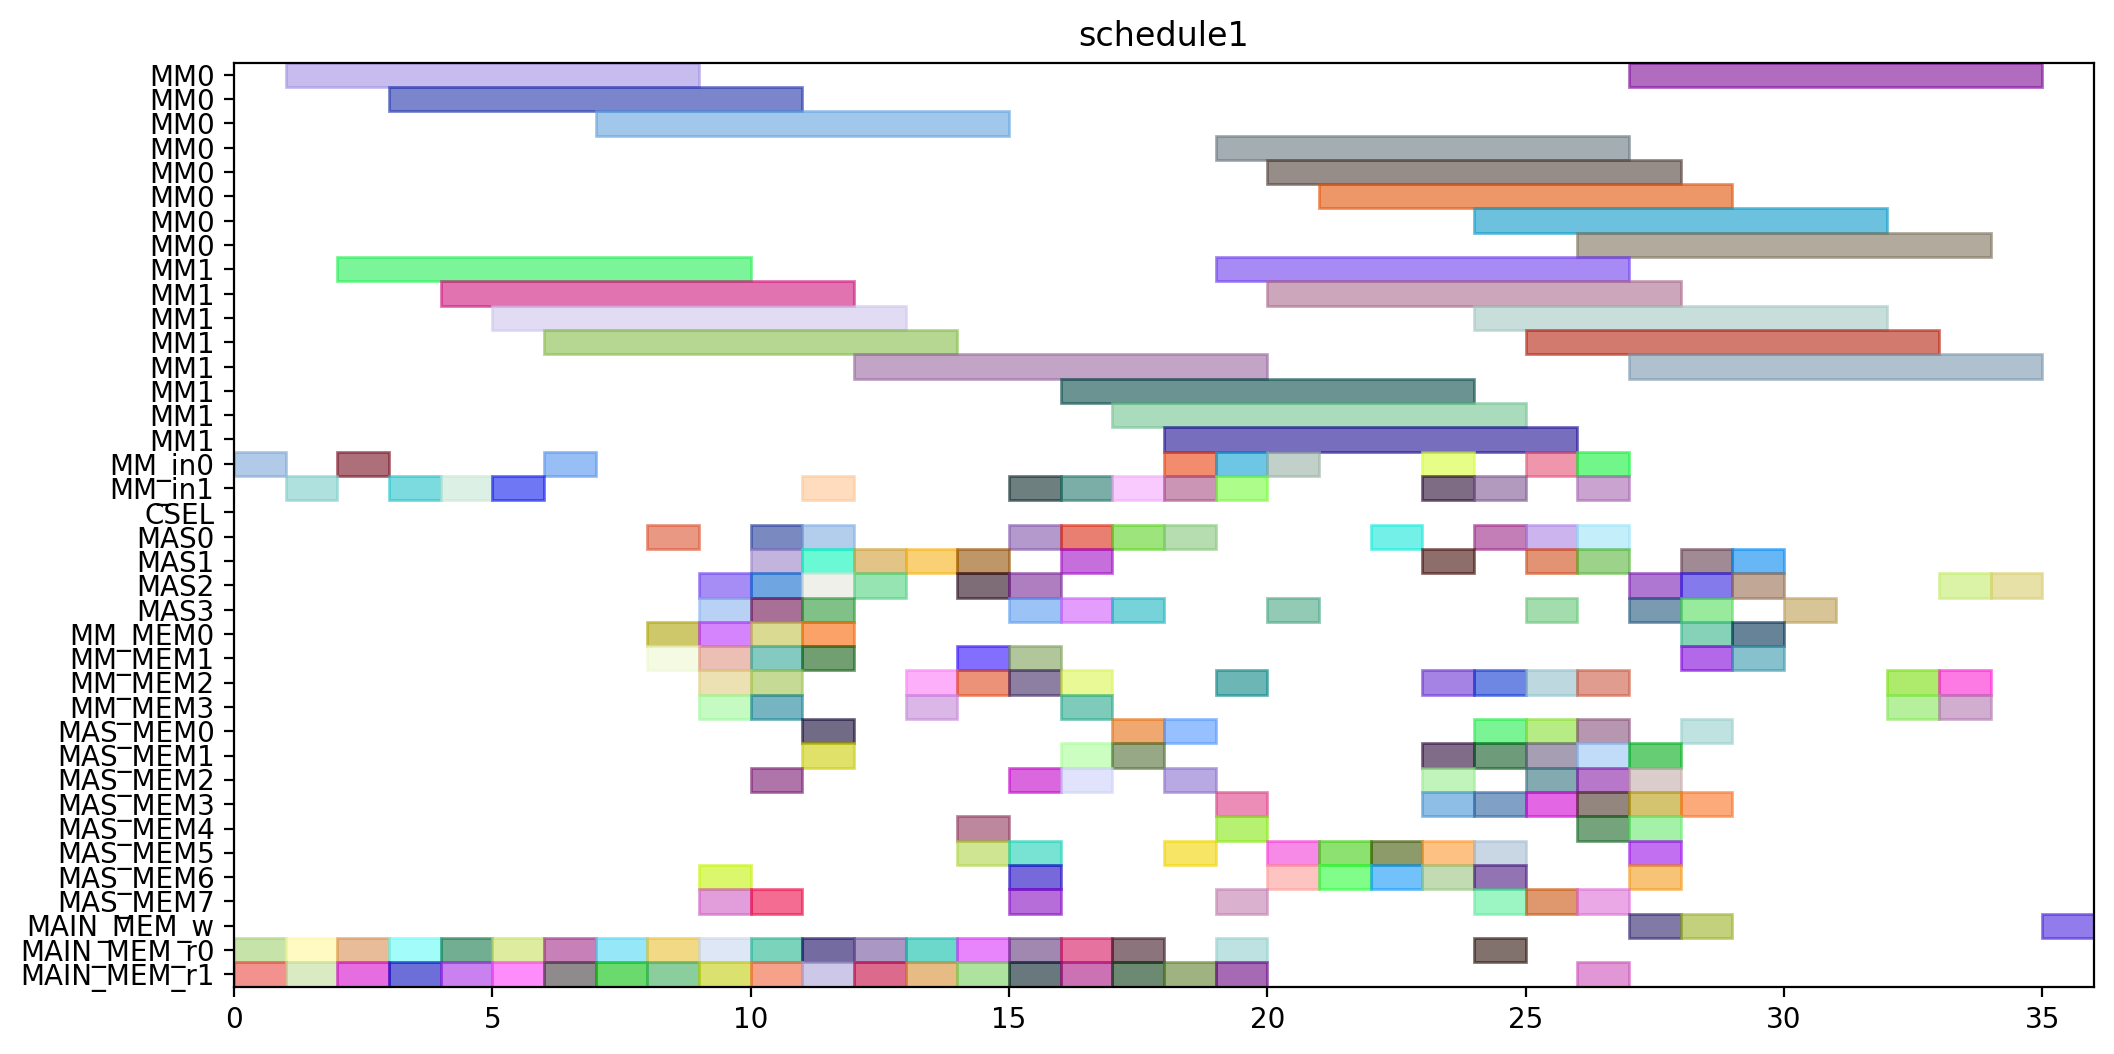 schedule1
MM0
MM0
MM0
MM0
MM0
MM0
MM0
MM0
MM1
MM1
MM1
MM1
MM1
MM1
MM1
MM1
MM_in0
MM_in1
CSEL
MAS0
MAS1
MAS2
MAS3
MM_MEM0
MM_MEM1
MM_MEM2
MM_MEM3
MAS_MEM0
MAS_MEM1
MAS_MEM2
MAS_MEM3
MAS_MEM4
MAS_MEM5
MAS_MEM6
MAS_MEM7
MAIN_MEM_w
MAIN_MEM_r0
MAIN_MEM_r1
0 5 10 15 20 25 30 35